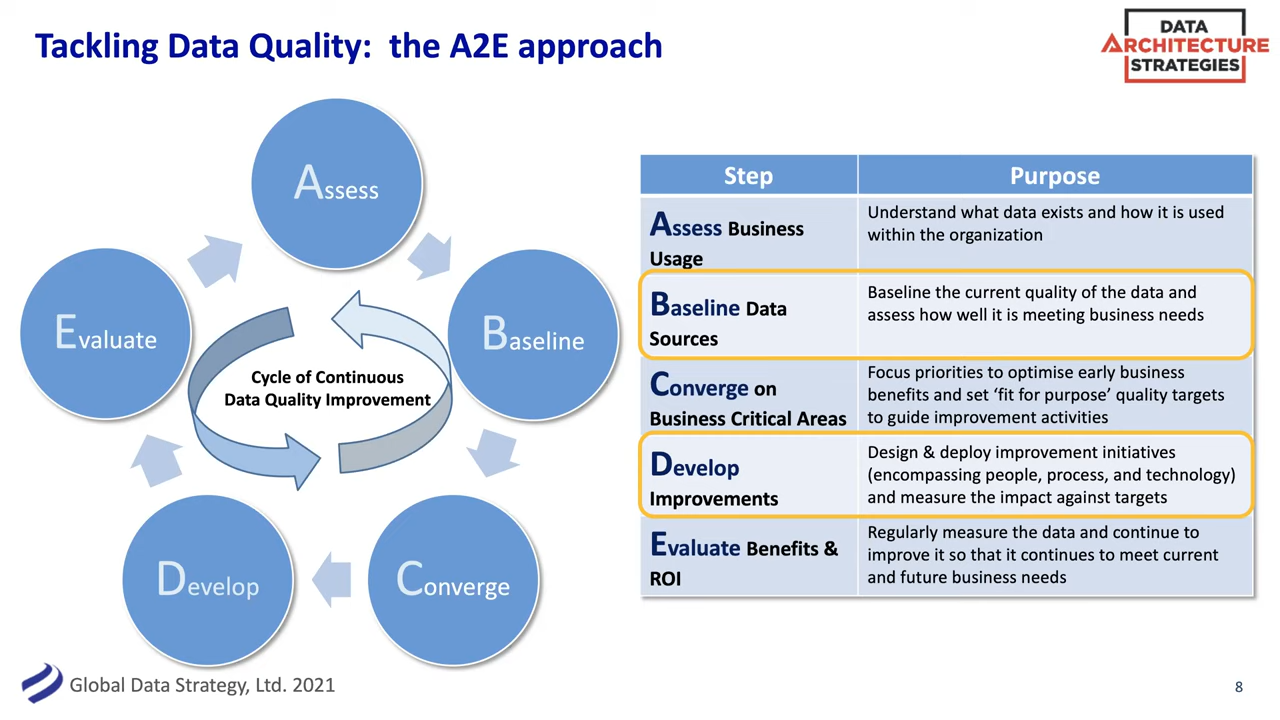 Tackling Data Quality:  the A2E approach
DATA
ARCHITECTURE
STRATEGIES
Assess
Baseline
Converge
Develop
Evaluate
Cycle of Continuous
Data Quality Improvement
Step
Purpose
Assess Business
Usage
Understand what data exists and how it is used
within the organization
Baseline Data
Sources
Baseline the current quality of the data and
assess how well it is meeting business needs
Converge on
Business Critical Areas
Focus priorities to optimise early business
benefits and set ‘fit for purpose’ quality targets
to guide improvement activities
Develop
Improvements
Design & deploy improvement initiatives
(encompassing people, process, and technology)
and measure the impact against targets
Evaluate Benefits &
ROI
Regularly measure the data and continue to
improve it so that it continues to meet current
and future business needs
Global Data Strategy, Ltd. 2021
8